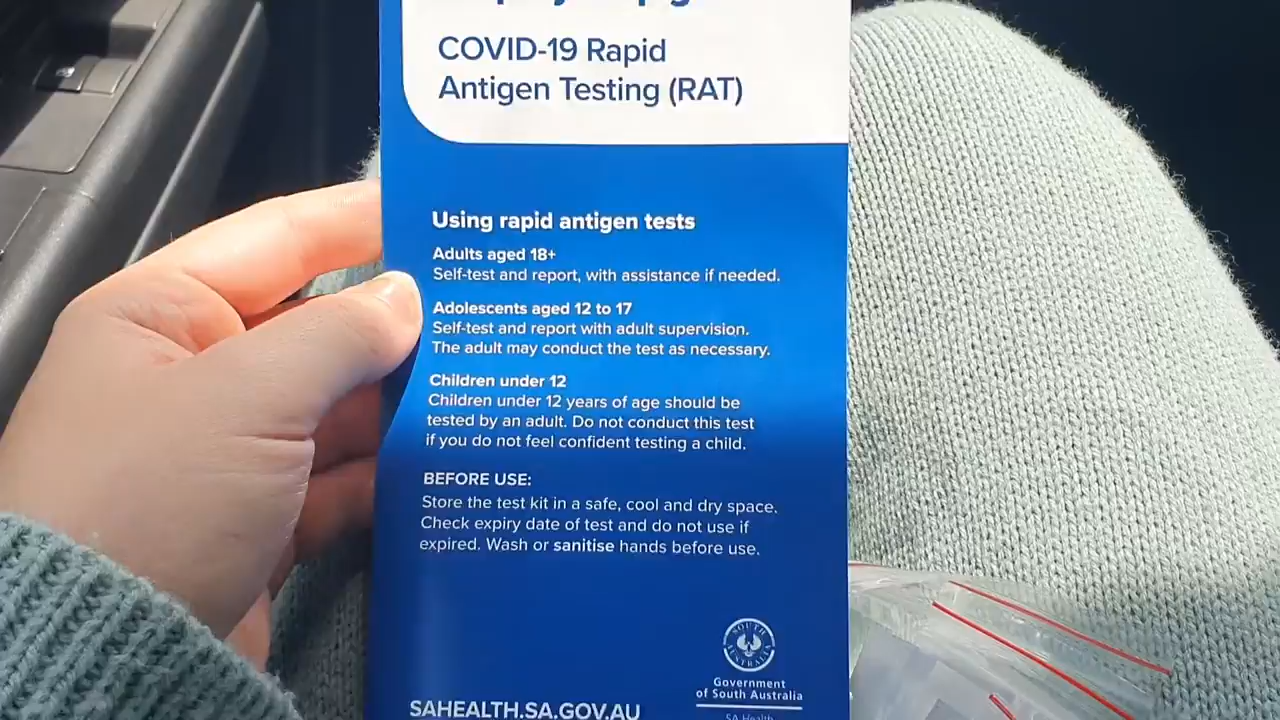 COVID-19 Rapid
Antigen Testing (RAT)
Using rapid antigen tests
Adults aged 18+
Self-test and report, with assistance if needed.
Adolescents aged 12 to 17
Self-test and report with adult supervision.
The adult may conduct the test as necessary.
Children under 12
Children under 12 years of age should be
tested by an adult. Do not conduct this test
if you do not feel confident testing a child.
BEFORE USE:
Store the test kit in a safe, cool and dry space.
Check expiry date of test and do not use if
expired. Wash or sanitise hands before use.
SOUTH
AUSTRALIA
Government
of South Australia
SA Health
SAHEALTH.SA.GOV.AU